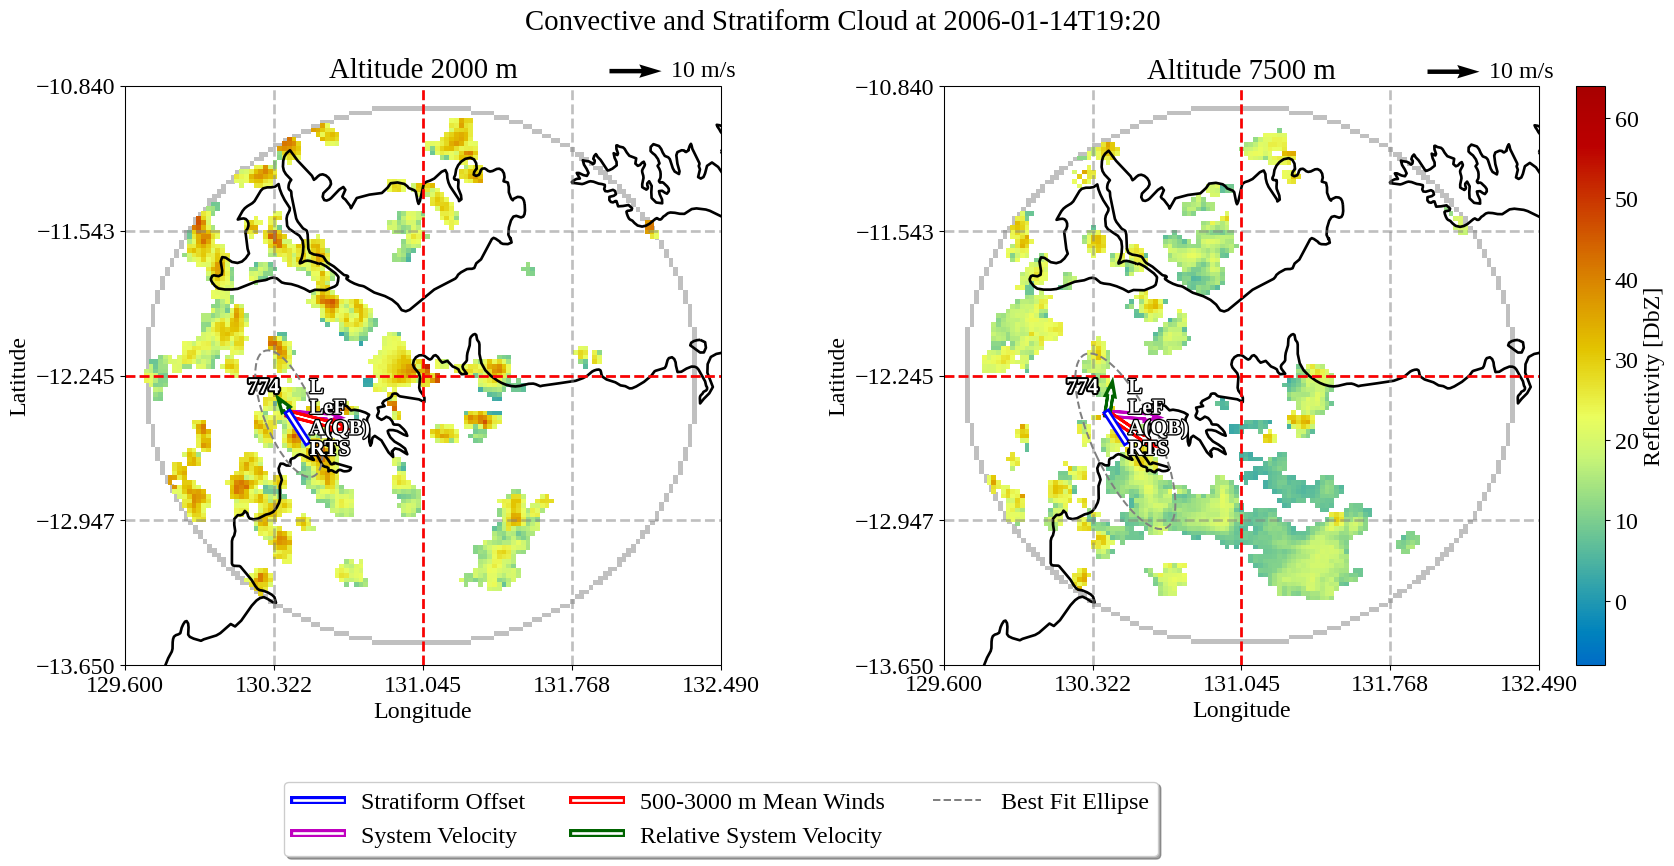 Convective and Stratiform Cloud at 2006-01-14T19:20
Altitude 2000 m
10 m/s
Altitude 7500 m
10 m/s
−10.840
−11.543
−12.245
−12.947
−13.650
129.600
130.322
131.045
131.768
132.490
Longitude
Latitude
774
L
LeF
A(QB)
RTS
−10.840
−11.543
−12.245
−12.947
−13.650
129.600
130.322
131.045
131.768
132.490
Longitude
Latitude
774
L
LeF
A(QB)
RTS
60
50
40
30
20
10
0
Reflectivity [DbZ]
Stratiform Offset
System Velocity
500-3000 m Mean Winds
Relative System Velocity
Best Fit Ellipse